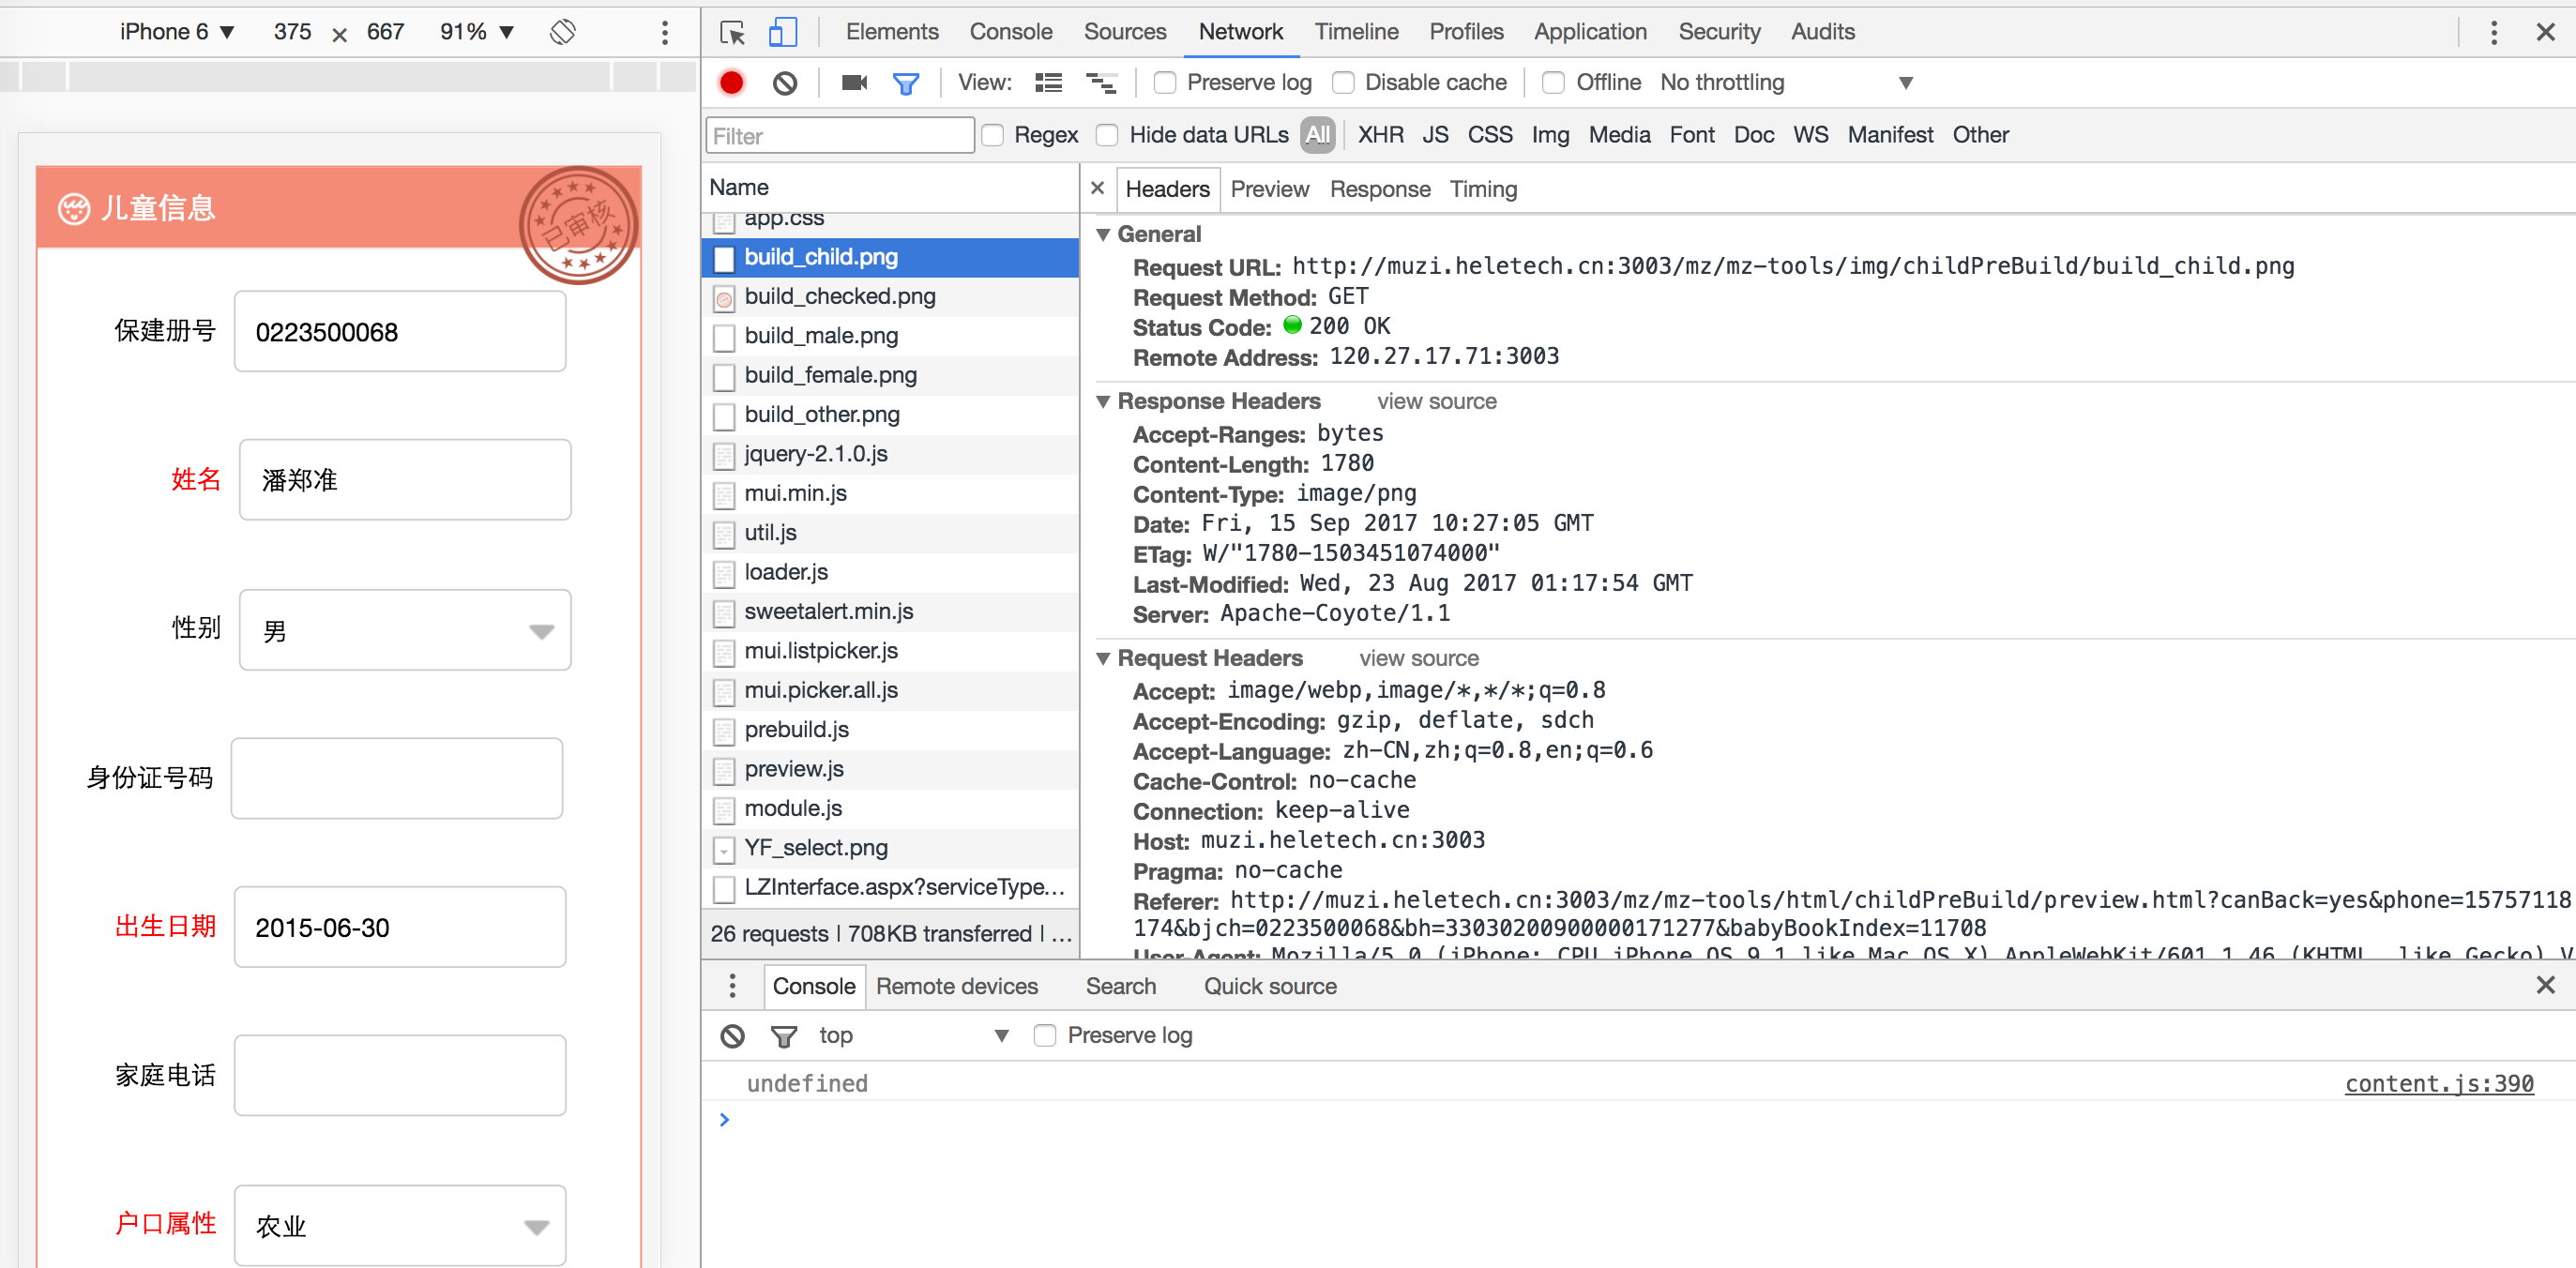 iPhone 6 ▼ 375 × 667 91% ▼
儿童信息
已审核
保建册号 0223500068
姓名 潘郑准
性别 男
身份证号码
出生日期 2015-06-30
家庭电话
户口属性 农业
Elements Console Sources Network Timeline Profiles Application Security Audits
View: Preserve log Disable cache Offline No throttling ▼
Filter Regex Hide data URLs All XHR JS CSS Img Media Font Doc WS Manifest Other
Name
app.css
build_child.png
build_checked.png
build_male.png
build_female.png
build_other.png
jquery-2.1.0.js
mui.min.js
util.js
loader.js
sweetalert.min.js
mui.listpicker.js
mui.picker.all.js
prebuild.js
preview.js
module.js
YF_select.png
LZInterface.aspx?serviceType...
26 requests | 708KB transferred | ...
× Headers Preview Response Timing
▼ General
Request URL: http://muzi.heletech.cn:3003/mz/mz-tools/img/childPreBuild/build_child.png
Request Method: GET
Status Code: 200 OK
Remote Address: 120.27.17.71:3003
▼ Response Headers view source
Accept-Ranges: bytes
Content-Length: 1780
Content-Type: image/png
Date: Fri, 15 Sep 2017 10:27:05 GMT
ETag: W/"1780-1503451074000"
Last-Modified: Wed, 23 Aug 2017 01:17:54 GMT
Server: Apache-Coyote/1.1
▼ Request Headers view source
Accept: image/webp,image/*,*/*;q=0.8
Accept-Encoding: gzip, deflate, sdch
Accept-Language: zh-CN,zh;q=0.8,en;q=0.6
Cache-Control: no-cache
Connection: keep-alive
Host: muzi.heletech.cn:3003
Pragma: no-cache
Referer: http://muzi.heletech.cn:3003/mz/mz-tools/html/childPreBuild/preview.html?canBack=yes&phone=15757118
174&bjch=0223500068&bh=33030200900000171277&babyBookIndex=11708
User-Agent: Mozilla/5.0 (iPhone; CPU iPhone OS 9_1 like Mac OS X) AppleWebKit/601.1.46 (KHTML, like Gecko) V
Console Remote devices Search Quick source
top ▼ Preserve log
undefined content.js:390
>